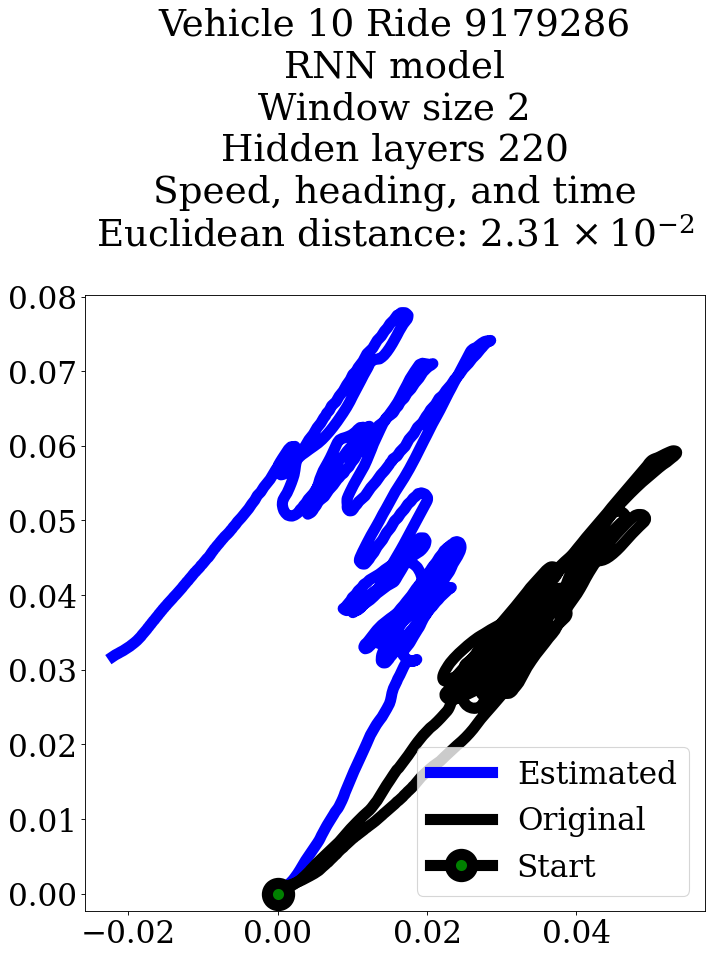 Vehicle 10 Ride 9179286
RNN model
Window size 2
Hidden layers 220
Speed, heading, and time
Euclidean distance: 2.31 × 10⁻²
0.08
0.07
0.06
0.05
0.04
0.03
0.02
0.01
0.00
−0.02 0.00 0.02 0.04
Estimated
Original
Start